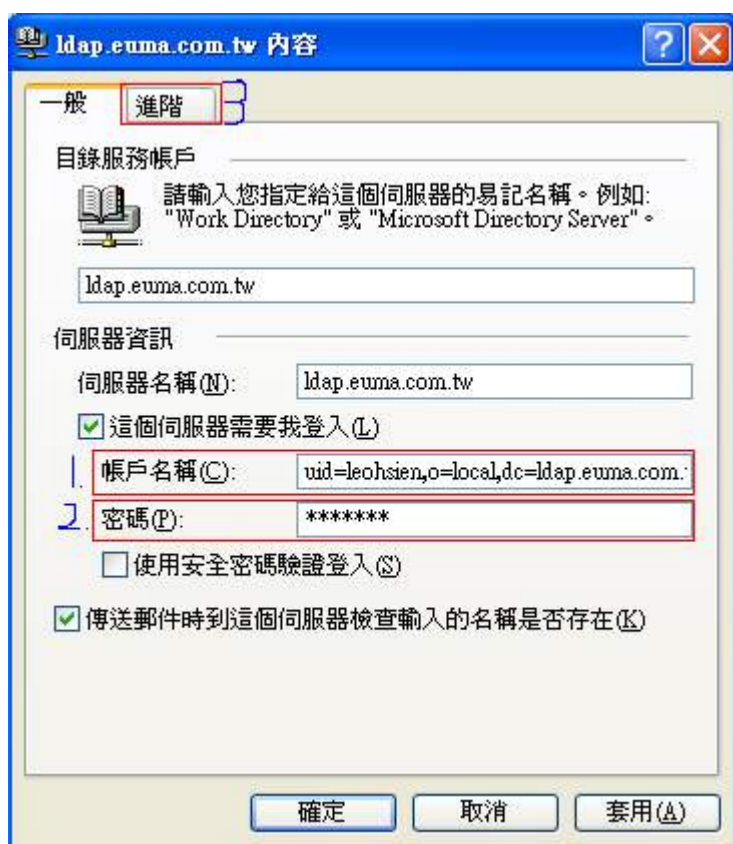 ldap.euma.com.tw 內容
一般 進階 3
目錄服務帳戶
請輸入您指定給這個伺服器的易記名稱。例如:
"Work Directory" 或 "Microsoft Directory Server"。
ldap.euma.com.tw
伺服器資訊
伺服器名稱(N): ldap.euma.com.tw
這個伺服器需要我登入(L)
1. 帳戶名稱(C): uid=leohsien,o=local,dc=ldap.euma.com.
2. 密碼(P): *******
使用安全密碼驗證登入(S)
傳送郵件時到這個伺服器檢查輸入的名稱是否存在(K)
確定 取消 套用(A)